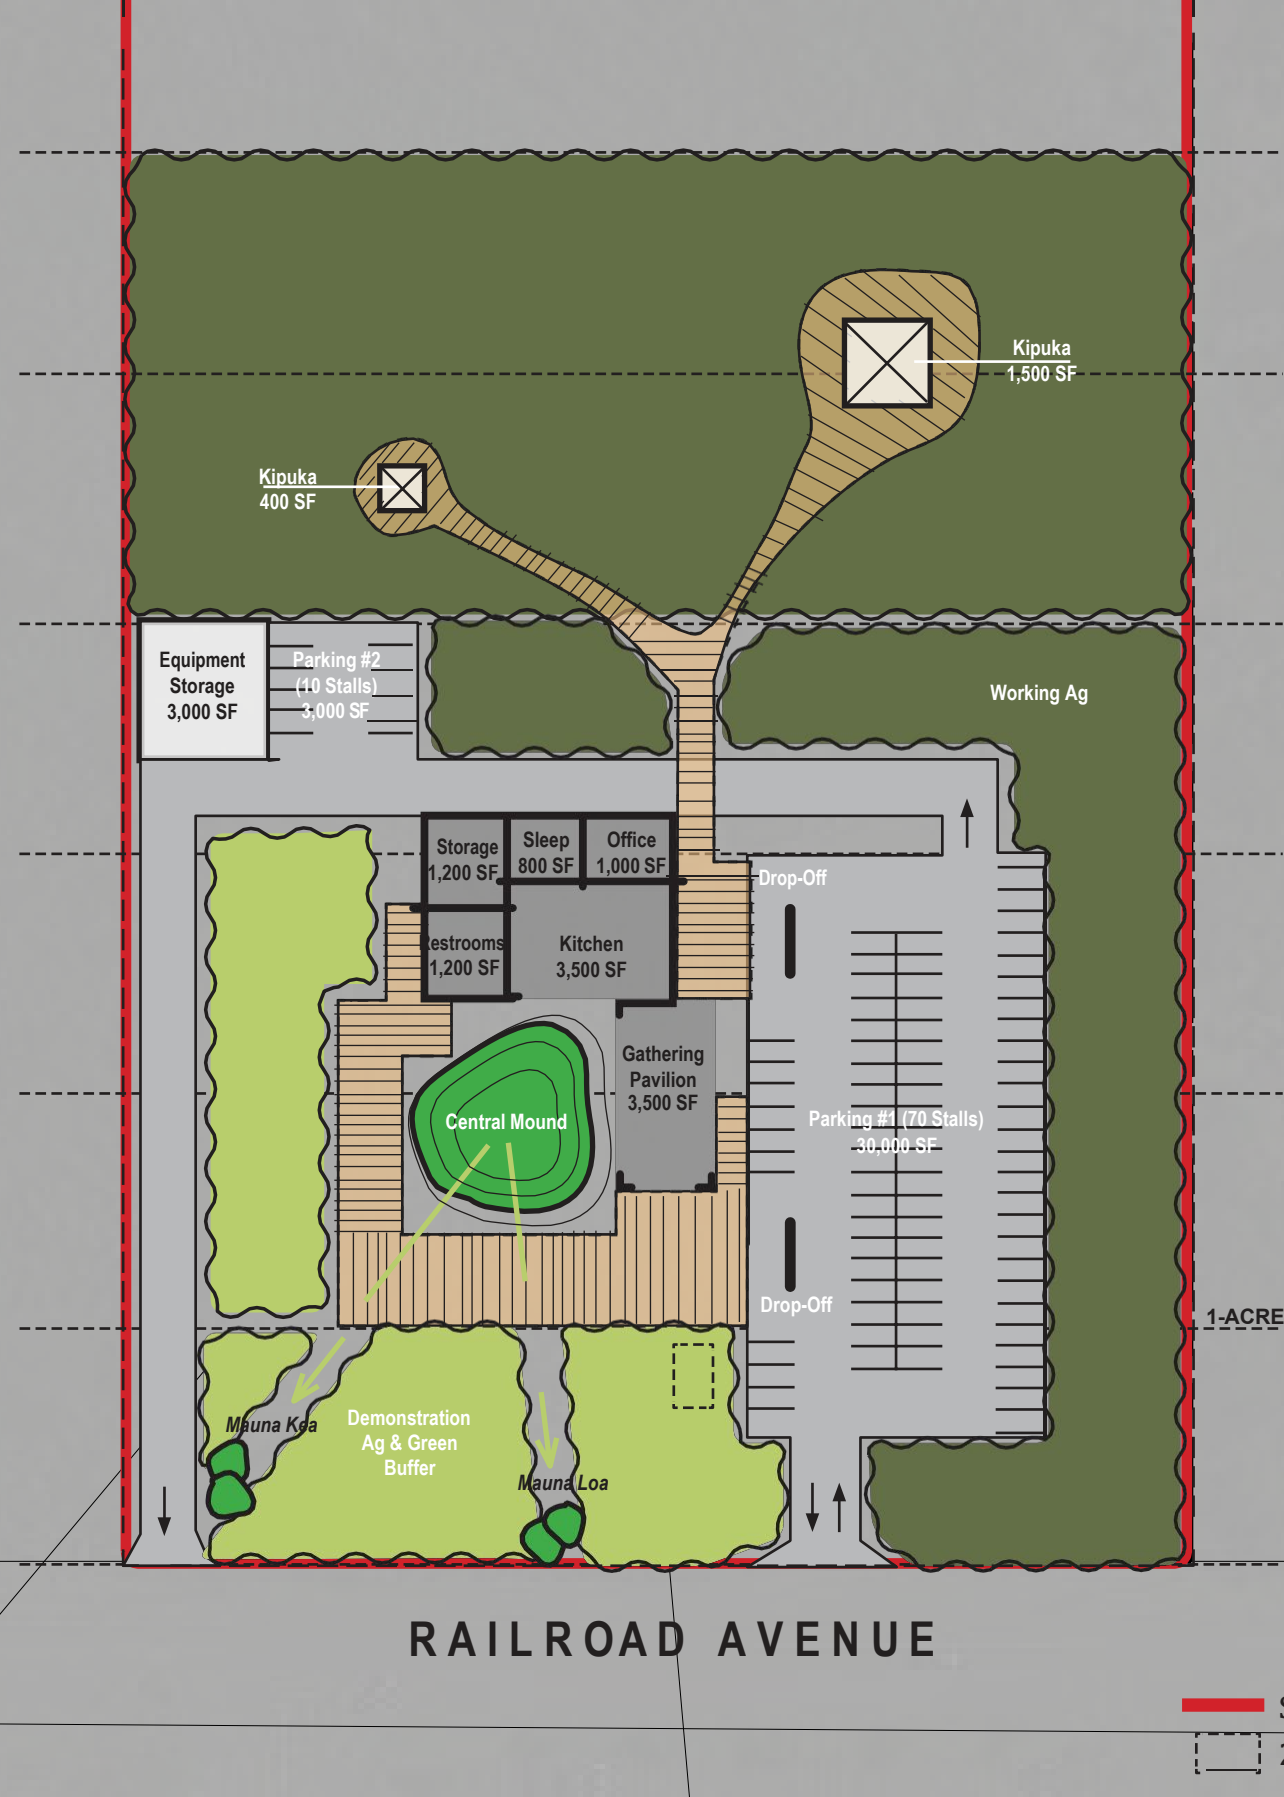 Kipuka
1,500 SF
Kipuka
400 SF
Equipment
Storage
3,000 SF
Parking #2
(10 Stalls)
3,000 SF
Working Ag
Storage
1,200 SF
Sleep
800 SF
Office
1,000 SF
Drop-Off
Restrooms
1,200 SF
Kitchen
3,500 SF
Gathering
Pavilion
3,500 SF
Central Mound
Parking #1 (70 Stalls)
30,000 SF
Drop-Off
1-ACRE
Mauna Kea
Demonstration
Ag & Green
Buffer
Mauna Loa
RAILROAD AVENUE